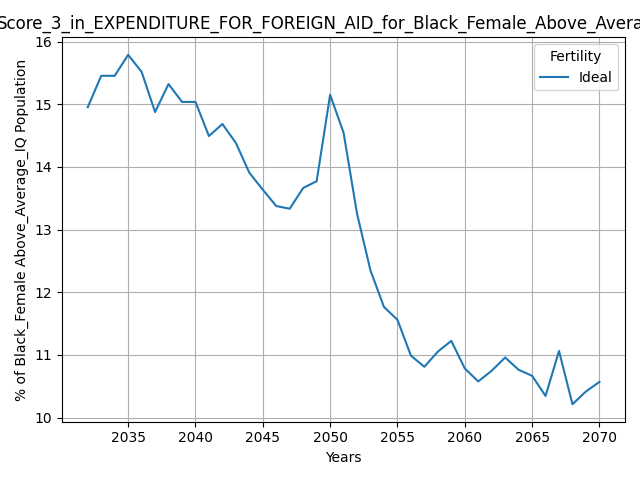 Score_3_in_EXPENDITURE_FOR_FOREIGN_AID_for_Black_Female_Above_Avera
% of Black_Female Above_Average_IQ Population
16
15
14
13
12
11
10
Fertility
Ideal
2035 2040 2045 2050 2055 2060 2065 2070
Years